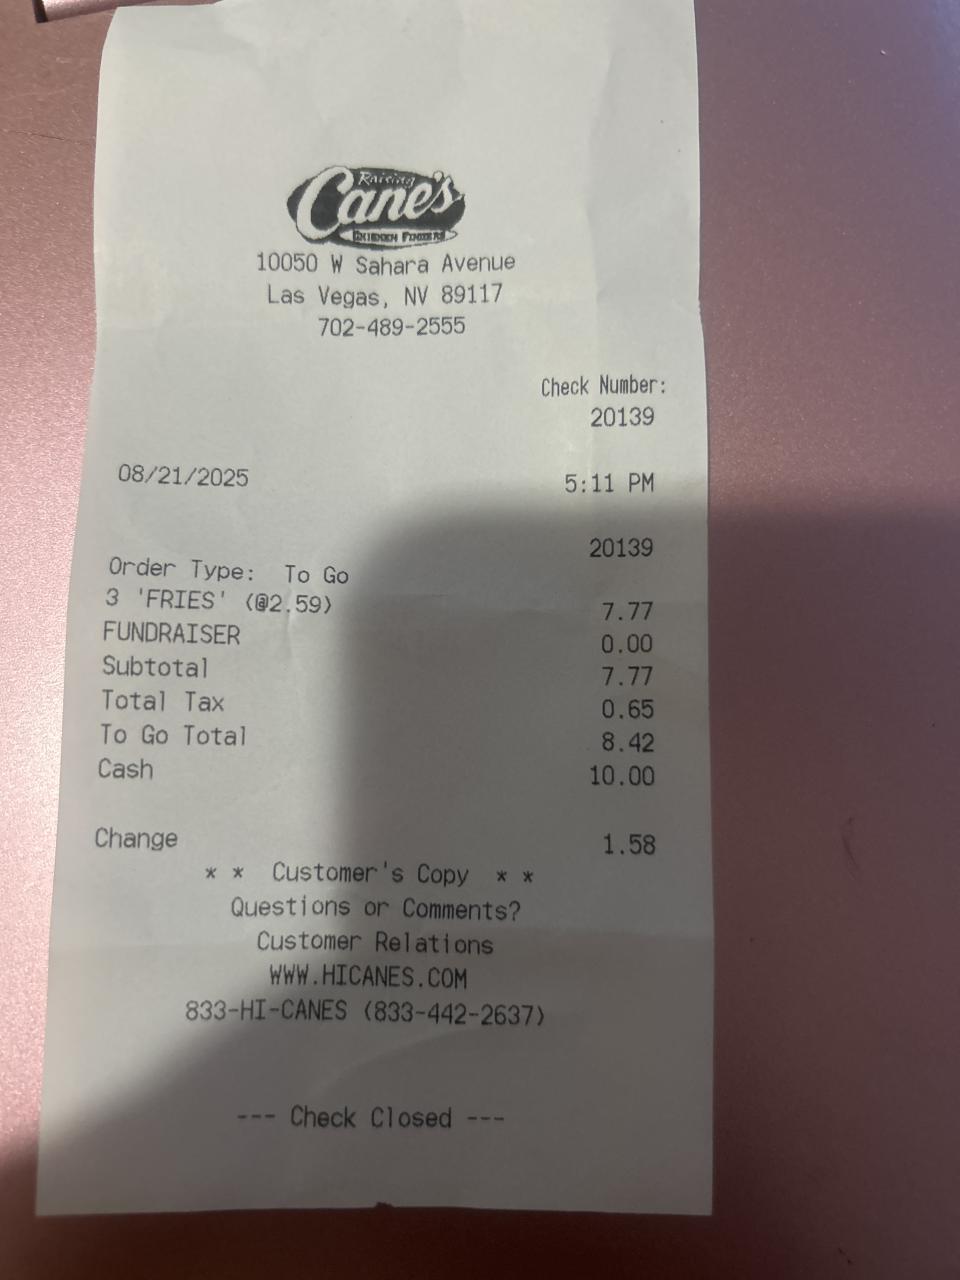 Raising
Cane's
CHICKEN FINGERS
10050 W Sahara Avenue
Las Vegas, NV 89117
702-489-2555
Check Number:
20139
08/21/2025 5:11 PM
20139
Order Type: To Go
3 'FRIES' (@2.59) 7.77
FUNDRAISER 0.00
Subtotal 7.77
Total Tax 0.65
To Go Total 8.42
Cash 10.00
Change 1.58
* * Customer's Copy * *
Questions or Comments?
Customer Relations
WWW.HICANES.COM
833-HI-CANES (833-442-2637)
--- Check Closed ---